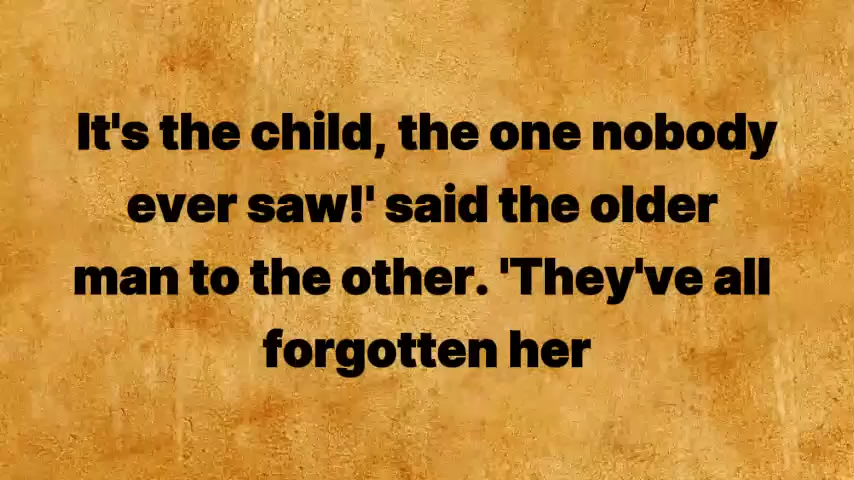 It's the child, the one nobody
ever saw!' said the older
man to the other. 'They've all
forgotten her